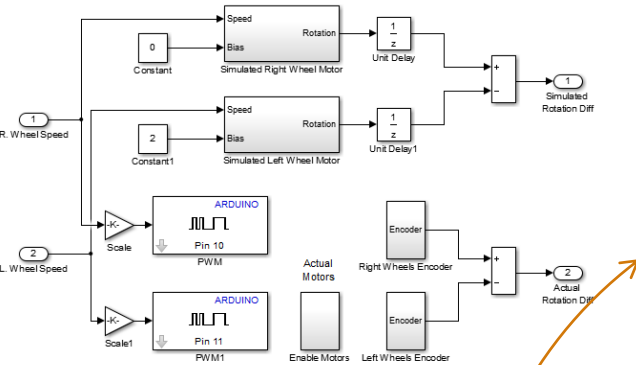 Speed
Rotation
Bias
Simulated Right Wheel Motor
0
Constant
1
z
Unit Delay
+
−
1
Simulated
Rotation Diff
1
R. Wheel Speed
Speed
Rotation
Bias
Simulated Left Wheel Motor
2
Constant1
1
z
Unit Delay1
-K-
Scale
ARDUINO
Pin 10
PWM
2
L. Wheel Speed
-K-
Scale1
ARDUINO
Pin 11
PWM1
Actual
Motors
Enable Motors
Encoder
Right Wheels Encoder
Encoder
Left Wheels Encoder
+
−
2
Actual
Rotation Diff